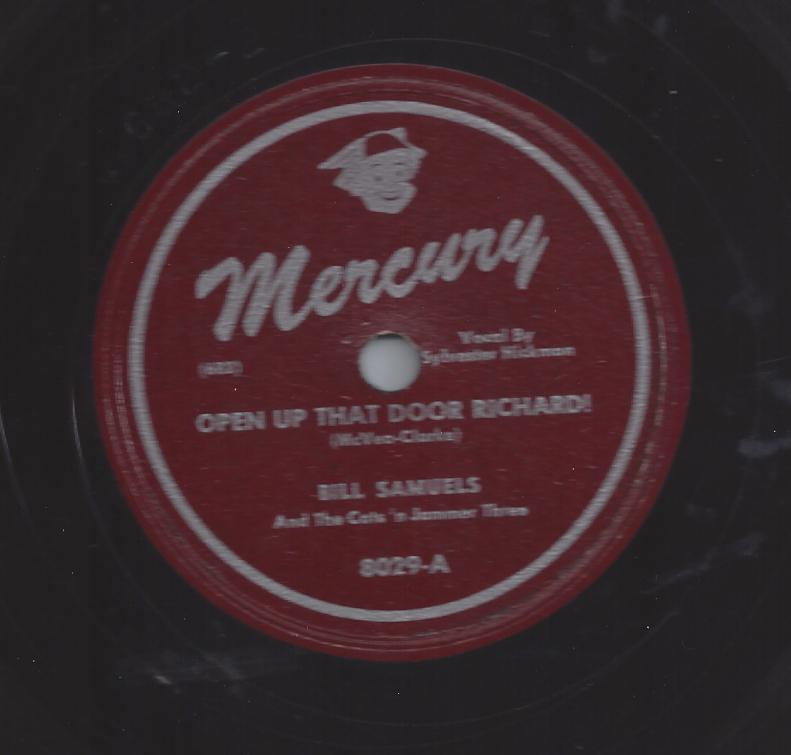 Mercury
Vocal By
Sylvester Hickman
OPEN UP THAT DOOR RICHARD!
(McVea-Clarke)
BILL SAMUELS
And The Cats 'n Jammer Three
8029-A